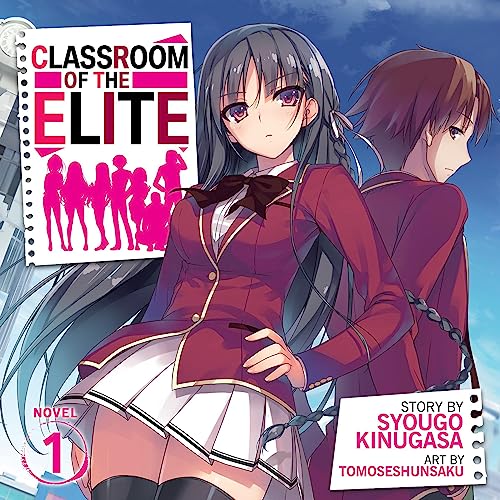 CLASSROOM
OF THE
ELITE
NOVEL
1
STORY BY
SYOUGO
KINUGASA
ART BY
TOMOSESHUNSAKU